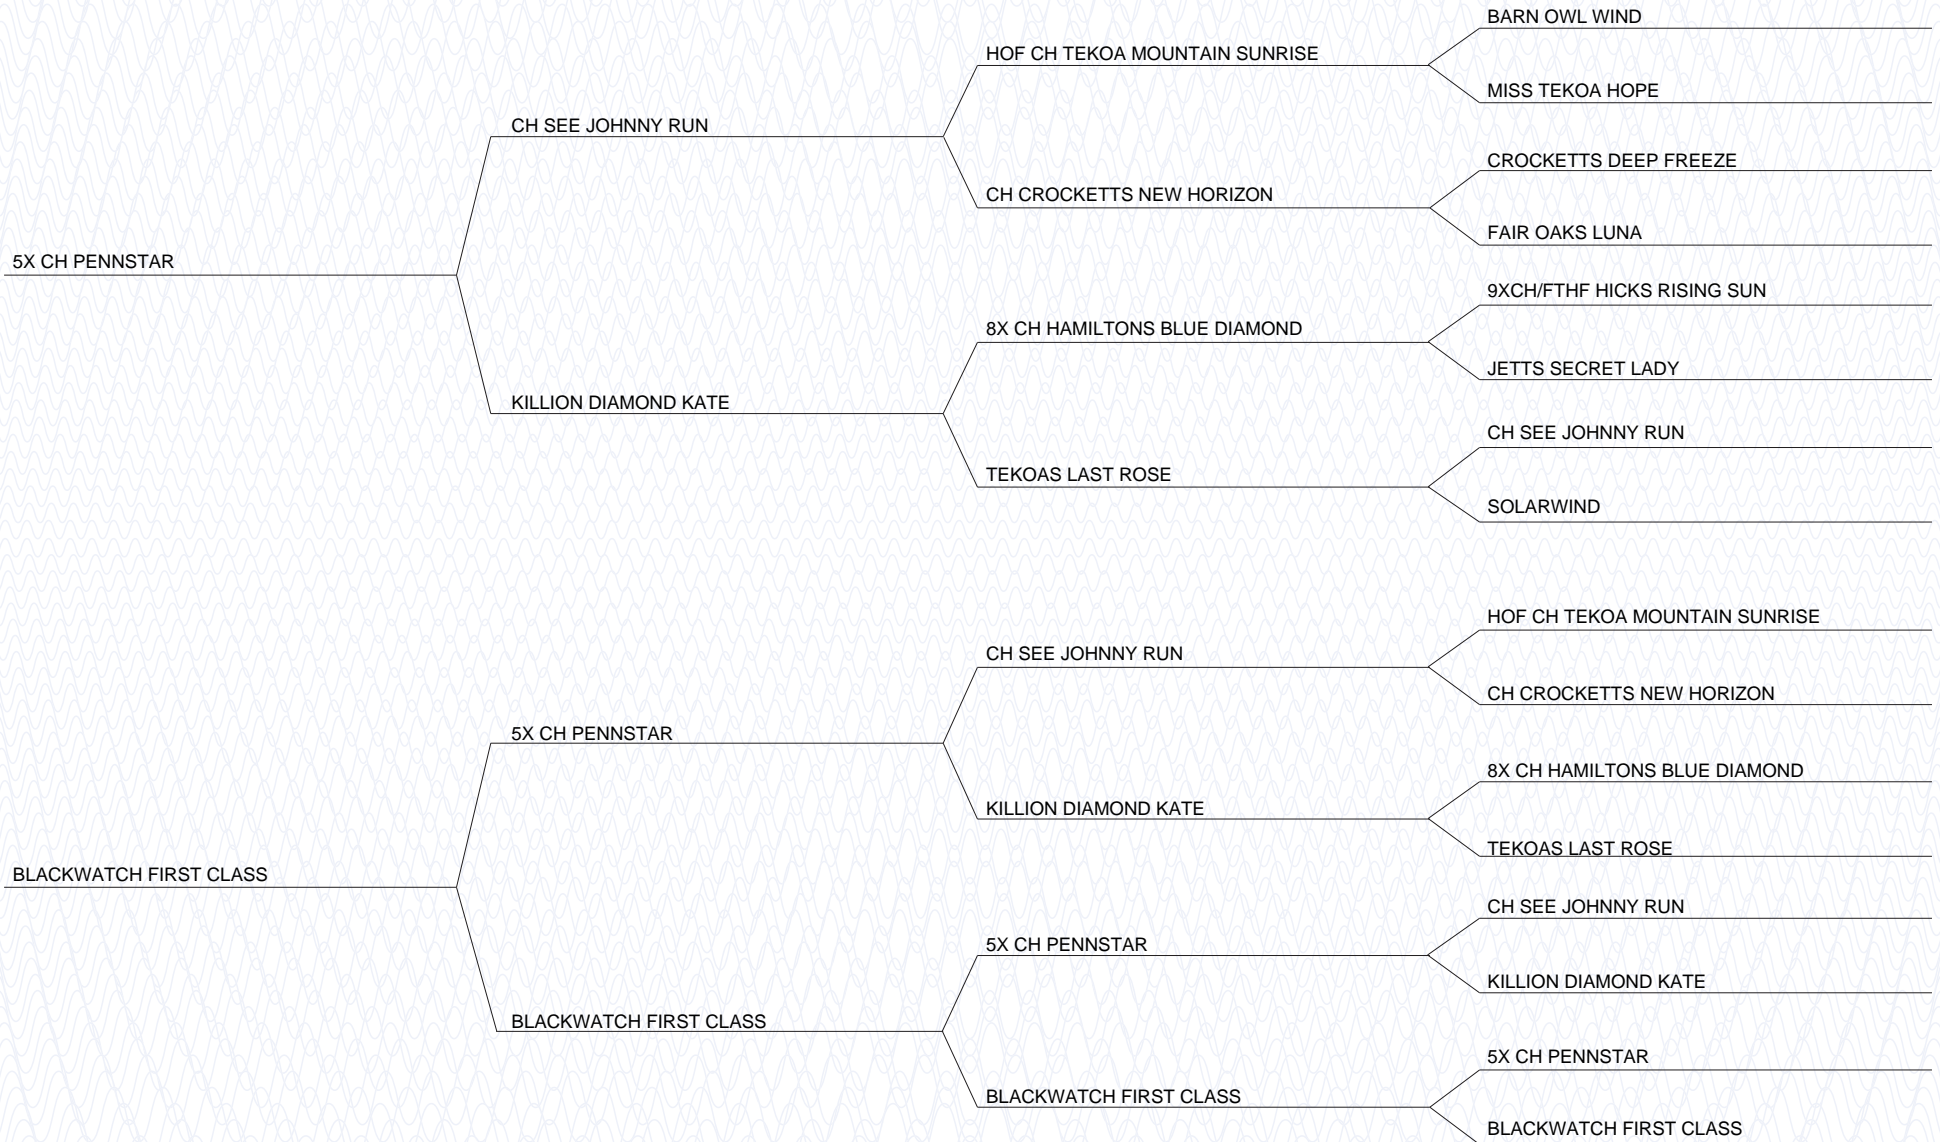 BARN OWL WIND
HOF CH TEKOA MOUNTAIN SUNRISE
MISS TEKOA HOPE
CH SEE JOHNNY RUN
CROCKETTS DEEP FREEZE
CH CROCKETTS NEW HORIZON
FAIR OAKS LUNA
5X CH PENNSTAR
9XCH/FTHF HICKS RISING SUN
8X CH HAMILTONS BLUE DIAMOND
JETTS SECRET LADY
KILLION DIAMOND KATE
CH SEE JOHNNY RUN
TEKOAS LAST ROSE
SOLARWIND
HOF CH TEKOA MOUNTAIN SUNRISE
CH SEE JOHNNY RUN
CH CROCKETTS NEW HORIZON
5X CH PENNSTAR
8X CH HAMILTONS BLUE DIAMOND
KILLION DIAMOND KATE
TEKOAS LAST ROSE
BLACKWATCH FIRST CLASS
CH SEE JOHNNY RUN
5X CH PENNSTAR
KILLION DIAMOND KATE
BLACKWATCH FIRST CLASS
5X CH PENNSTAR
BLACKWATCH FIRST CLASS
BLACKWATCH FIRST CLASS